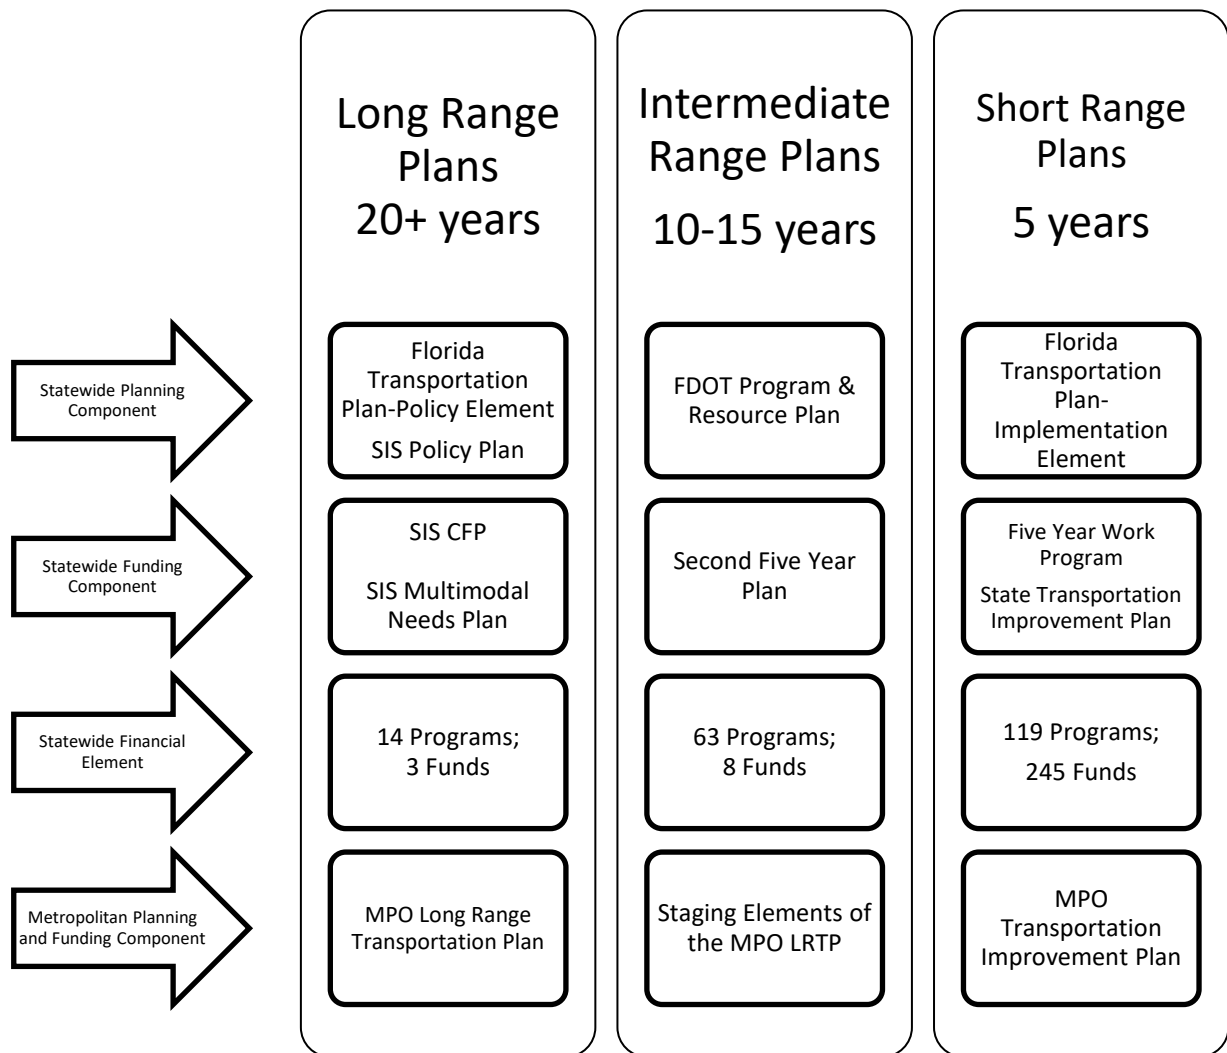 Long Range
Plans
20+ years
Intermediate
Range Plans
10-15 years
Short Range
Plans
5 years
Statewide Planning
Component
Florida
Transportation
Plan-Policy Element
SIS Policy Plan
FDOT Program &
Resource Plan
Florida
Transportation
Plan-
Implementation
Element
Statewide Funding
Component
SIS CFP
SIS Multimodal
Needs Plan
Second Five Year
Plan
Five Year Work
Program
State Transportation
Improvement Plan
Statewide Financial
Element
14 Programs;
3 Funds
63 Programs;
8 Funds
119 Programs;
245 Funds
Metropolitan Planning
and Funding Component
MPO Long Range
Transportation Plan
Staging Elements of
the MPO LRTP
MPO
Transportation
Improvement Plan